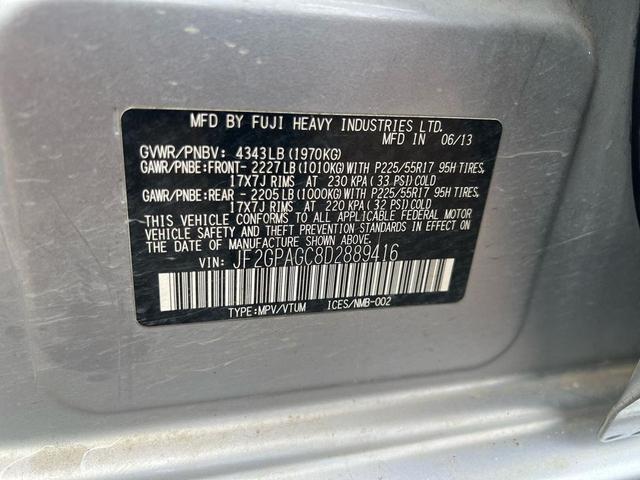 MFD BY FUJI HEAVY INDUSTRIES LTD.
MFD IN 06/13
GVWR/PNBV: 4343LB(1970KG)
GAWR/PNBE:FRONT-2227LB(1010KG)WITH P225/55R17 95H TIRES,
17X7J RIMS AT 230 KPA(33 PSI)COLD
GAWR/PNBE:REAR -2205LB(1000KG)WITH P225/55R17 95H TIRES,
17X7J RIMS AT 220 KPA(32 PSI)COLD
THIS VEHICLE CONFORMS TO ALL APPLICABLE FEDERAL MOTOR
VEHICLE SAFETY AND THEFT PREVENTION STANDARDS IN EFFECT
ON THE DATE OF MANUFACTURE SHOWN ABOVE.
VIN: JF2GPAGC8D2889416
TYPE:MPV/VTUM ICES/NMB-002